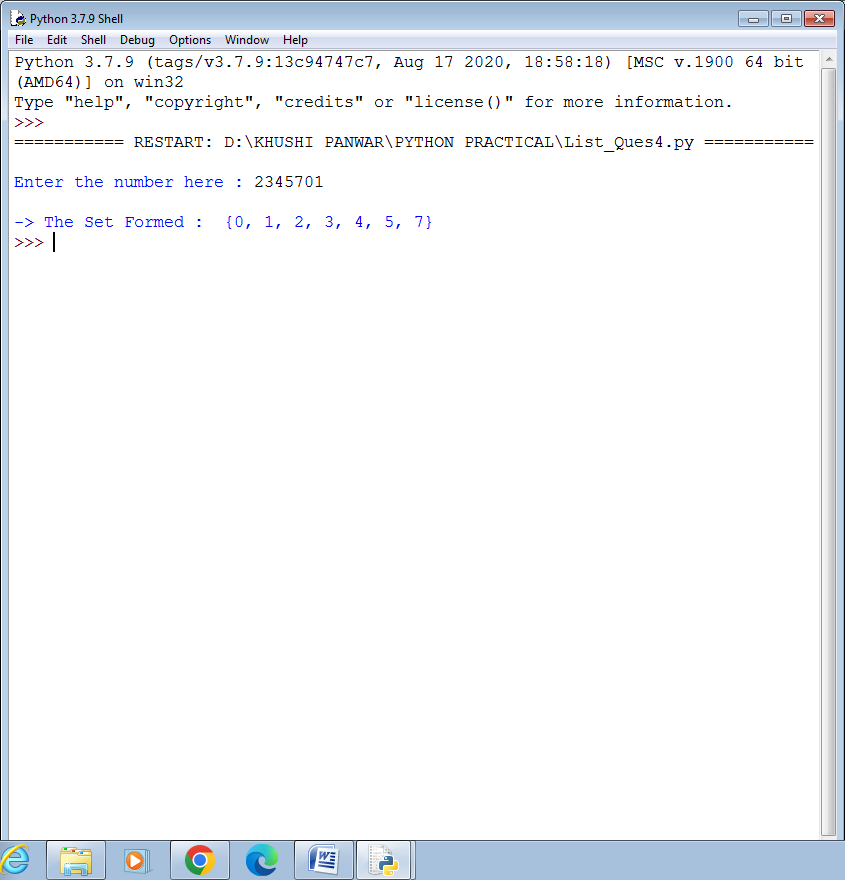 Python 3.7.9 Shell
File Edit Shell Debug Options Window Help
Python 3.7.9 (tags/v3.7.9:13c94747c7, Aug 17 2020, 18:58:18) [MSC v.1900 64 bit
(AMD64)] on win32
Type "help", "copyright", "credits" or "license()" for more information.
>>>
=========== RESTART: D:\KHUSHI PANWAR\PYTHON PRACTICAL\List_Ques4.py ===========
Enter the number here : 2345701
-> The Set Formed :  {0, 1, 2, 3, 4, 5, 7}
>>>